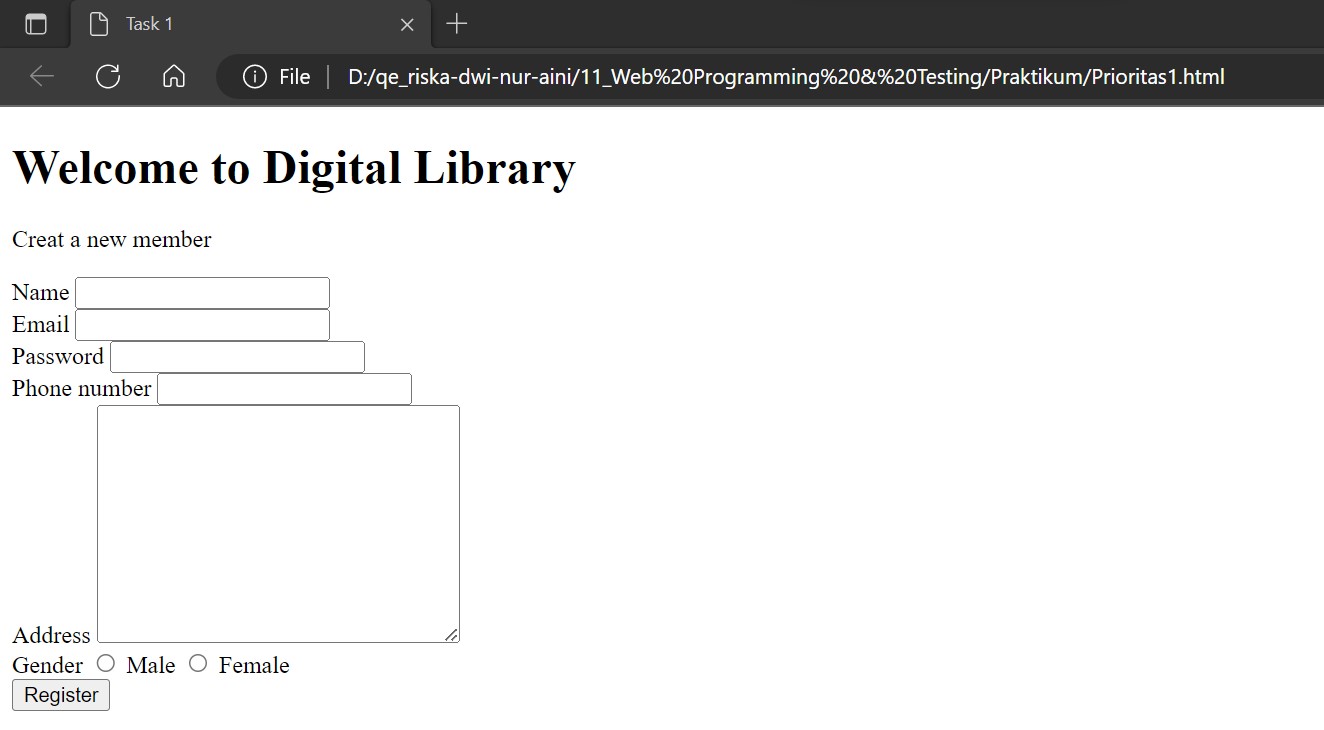 Task 1
File | D:/qe_riska-dwi-nur-aini/11_Web%20Programming%20&%20Testing/Praktikum/Prioritas1.html
Welcome to Digital Library
Creat a new member
Name
Email
Password
Phone number
Address
Gender Male Female
Register